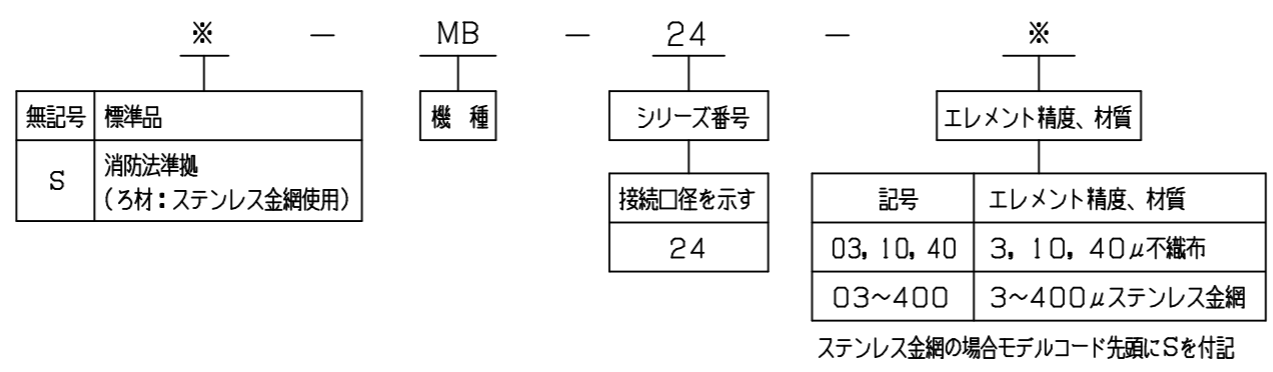 ※ － MB － 24 － ※
無記号 標準品
S 消防法準拠
(ろ材：ステンレス金網使用)
機 種
シリーズ番号
接続口径を示す
24
エレメント精度、材質
記号 エレメント精度、材質
03, 10, 40 3, 10, 40μ不織布
03~400 3~400μステンレス金網
ステンレス金網の場合モデルコード先頭にSを付記